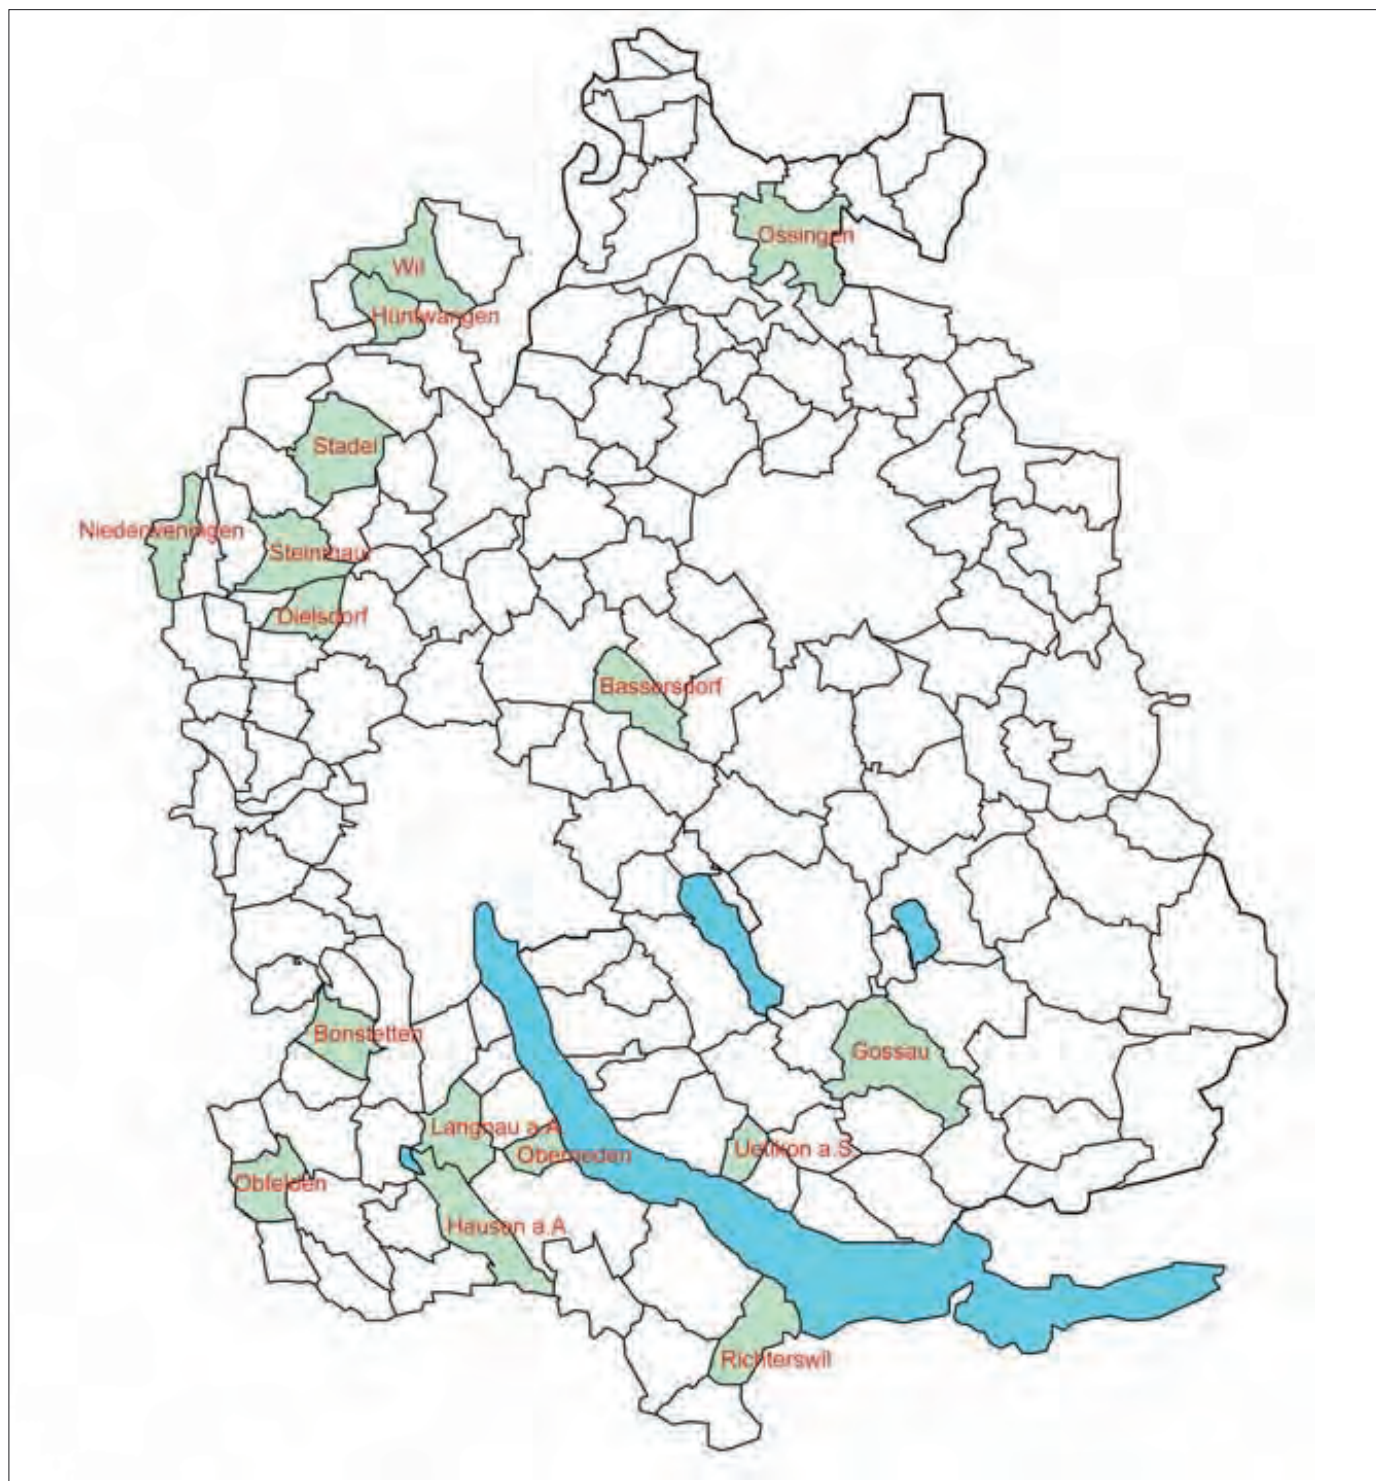 Ossingen
Wil
Hüntwangen
Stadel
Niederweningen
Steinmaur
Dielsdorf
Bassersdorf
Bonstetten
Gossau
Langnau a.A.
Oberrieden
Uetikon a.S.
Obfelden
Hausen a.A.
Richterswil